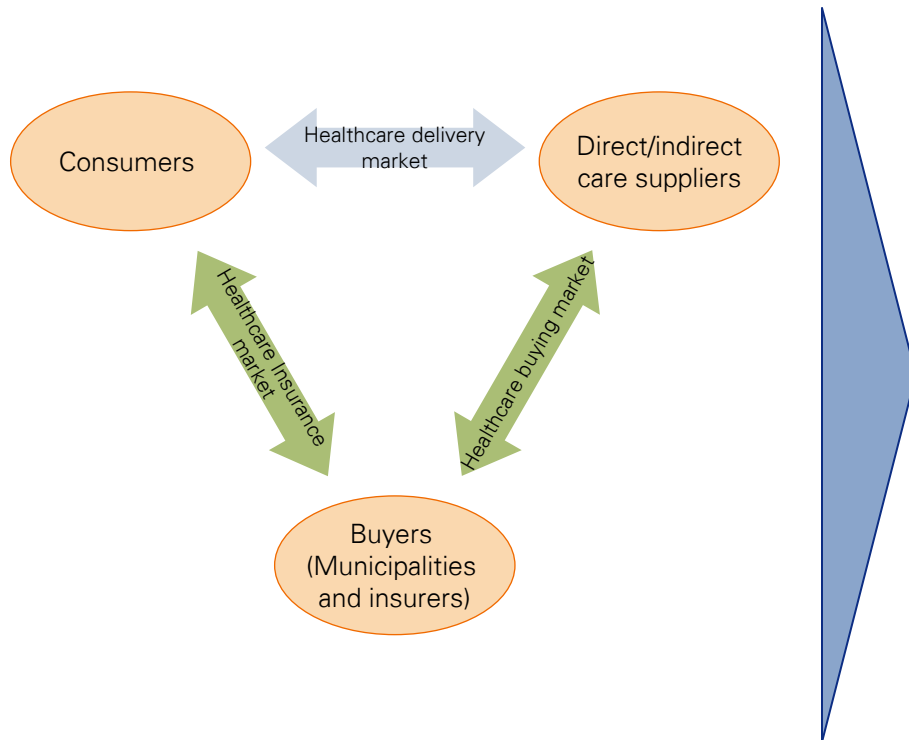 Consumers
Healthcare delivery
market
Direct/indirect
care suppliers
Healthcare Insurance
market
Healthcare buying market
Buyers
(Municipalities
and insurers)